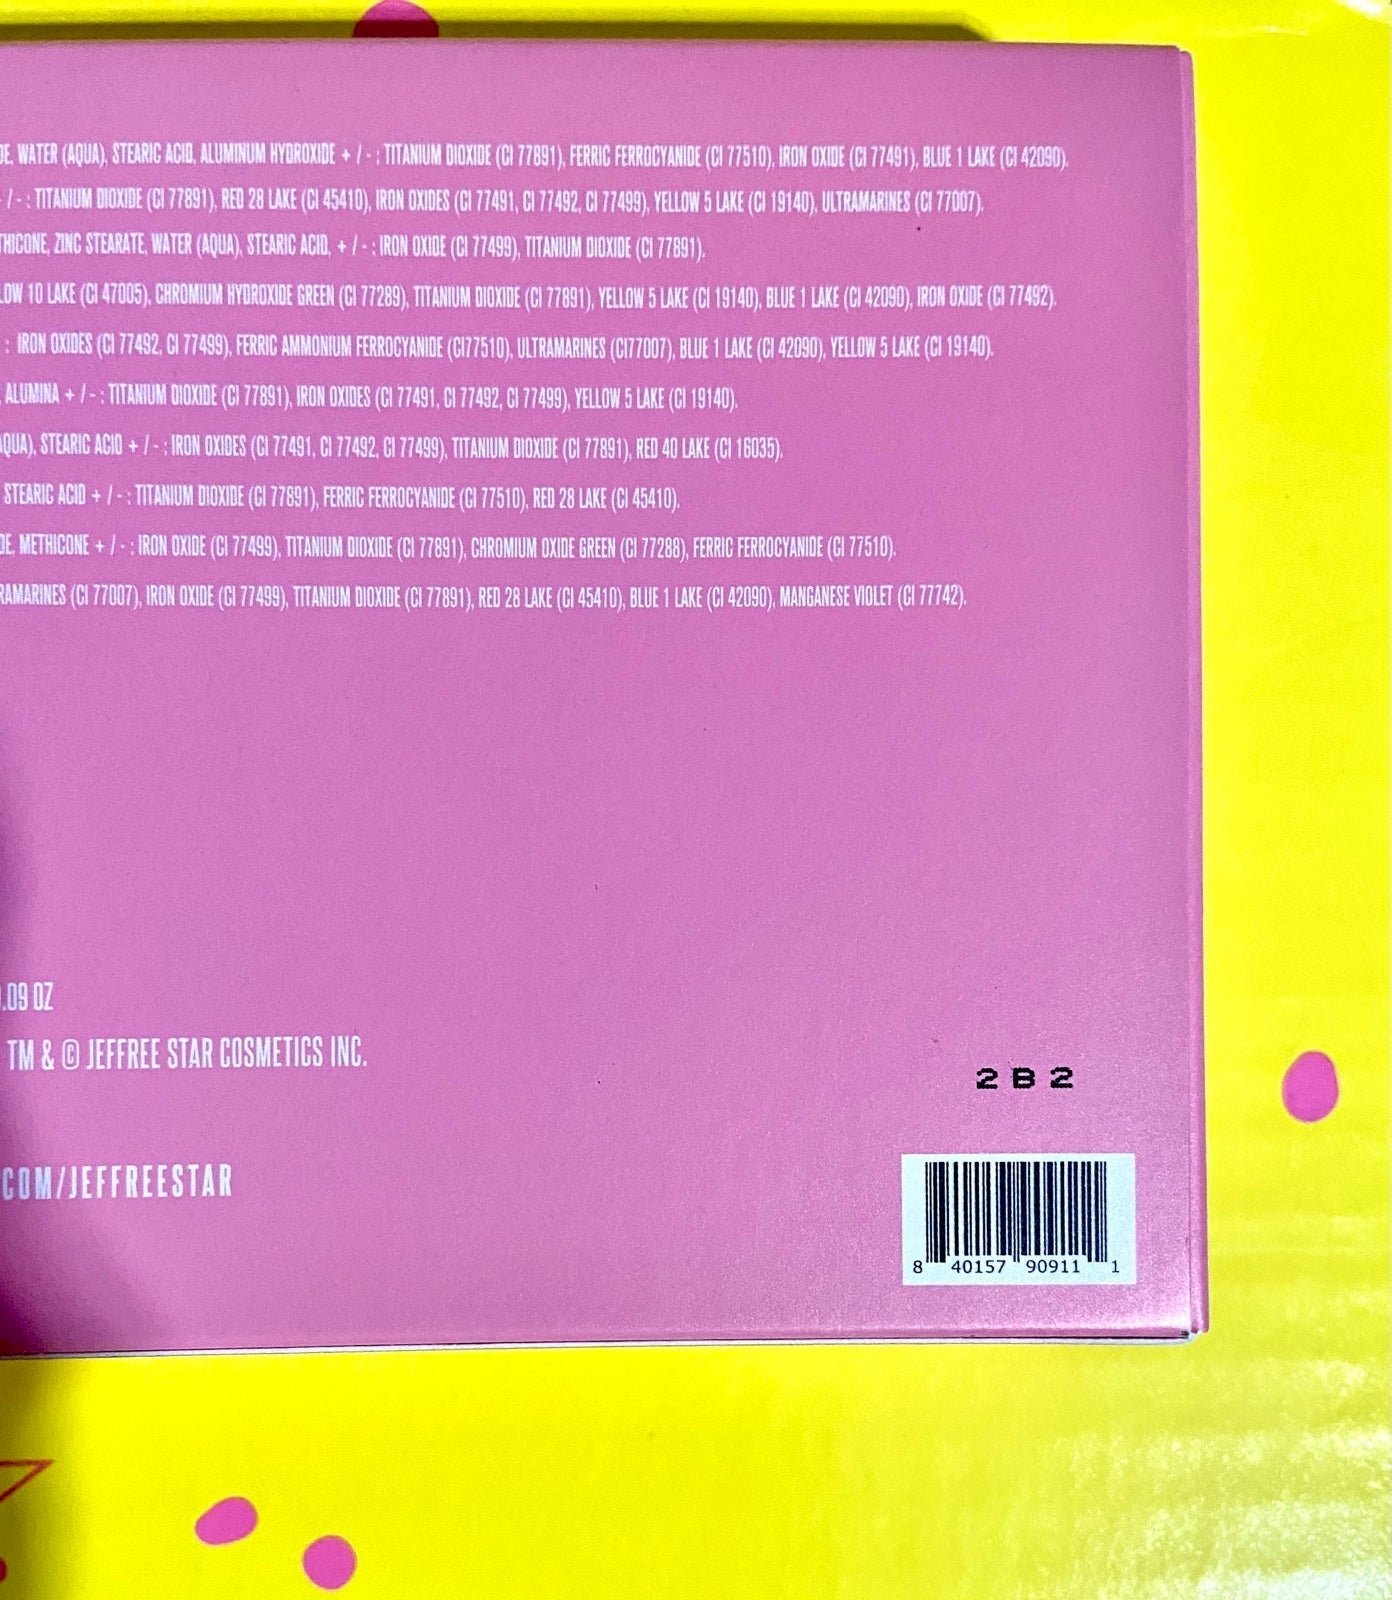 WATER (AQUA), STEARIC ACID, ALUMINUM HYDROXIDE + / - : TITANIUM DIOXIDE (CI 77891), FERRIC FERROCYANIDE (CI 77510), IRON OXIDE (CI 77491), BLUE 1 LAKE (CI 42090).
/ - : TITANIUM DIOXIDE (CI 77891), RED 28 LAKE (CI 45410), IRON OXIDES (CI 77491, CI 77492, CI 77499), YELLOW 5 LAKE (CI 19140), ULTRAMARINES (CI 77007).
THICONE, ZINC STEARATE, WATER (AQUA), STEARIC ACID, + / - : IRON OXIDE (CI 77499), TITANIUM DIOXIDE (CI 77891).
LOW 10 LAKE (CI 47005), CHROMIUM HYDROXIDE GREEN (CI 77289), TITANIUM DIOXIDE (CI 77891), YELLOW 5 LAKE (CI 19140), BLUE 1 LAKE (CI 42090), IRON OXIDE (CI 77492).
: IRON OXIDES (CI 77492, CI 77499), FERRIC AMMONIUM FERROCYANIDE (CI77510), ULTRAMARINES (CI77007), BLUE 1 LAKE (CI 42090), YELLOW 5 LAKE (CI 19140).
, ALUMINA + / - : TITANIUM DIOXIDE (CI 77891), IRON OXIDES (CI 77491, CI 77492, CI 77499), YELLOW 5 LAKE (CI 19140).
AQUA), STEARIC ACID + / - : IRON OXIDES (CI 77491, CI 77492, CI 77499), TITANIUM DIOXIDE (CI 77891), RED 40 LAKE (CI 16035).
STEARIC ACID + / - : TITANIUM DIOXIDE (CI 77891), FERRIC FERROCYANIDE (CI 77510), RED 28 LAKE (CI 45410).
DE, METHICONE + / - : IRON OXIDE (CI 77499), TITANIUM DIOXIDE (CI 77891), CHROMIUM OXIDE GREEN (CI 77288), FERRIC FERROCYANIDE (CI 77510).
RAMARINES (CI 77007), IRON OXIDE (CI 77499), TITANIUM DIOXIDE (CI 77891), RED 28 LAKE (CI 45410), BLUE 1 LAKE (CI 42090), MANGANESE VIOLET (CI 77742).
.09 OZ
TM & © JEFFREE STAR COSMETICS INC.
2B2
COM/JEFFREESTAR
8 40157 90911 1